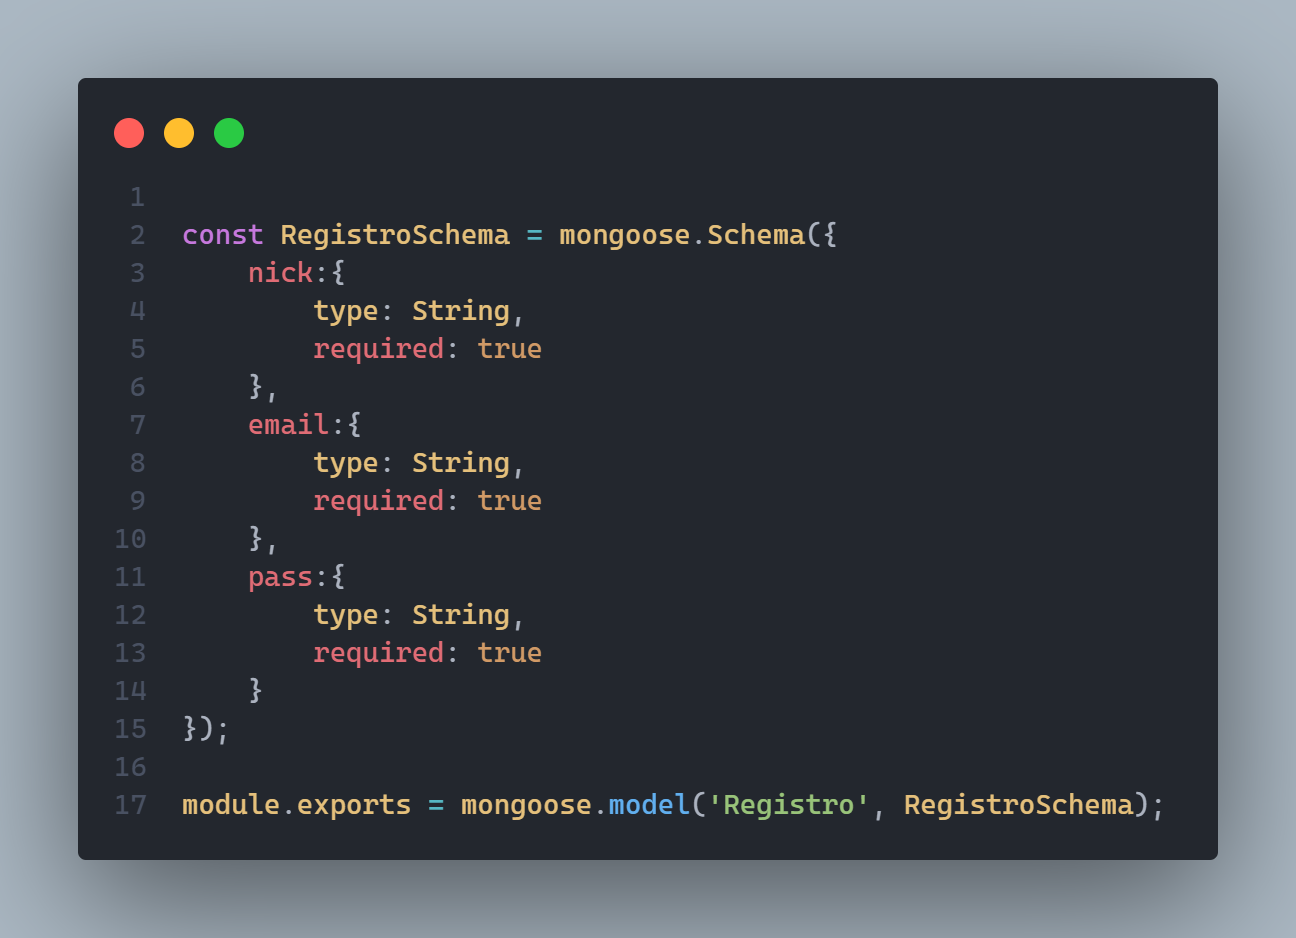 1
2 const RegistroSchema = mongoose.Schema({
3     nick:{
4         type: String,
5         required: true
6     },
7     email:{
8         type: String,
9         required: true
10     },
11     pass:{
12         type: String,
13         required: true
14     }
15 });
16
17 module.exports = mongoose.model('Registro', RegistroSchema);